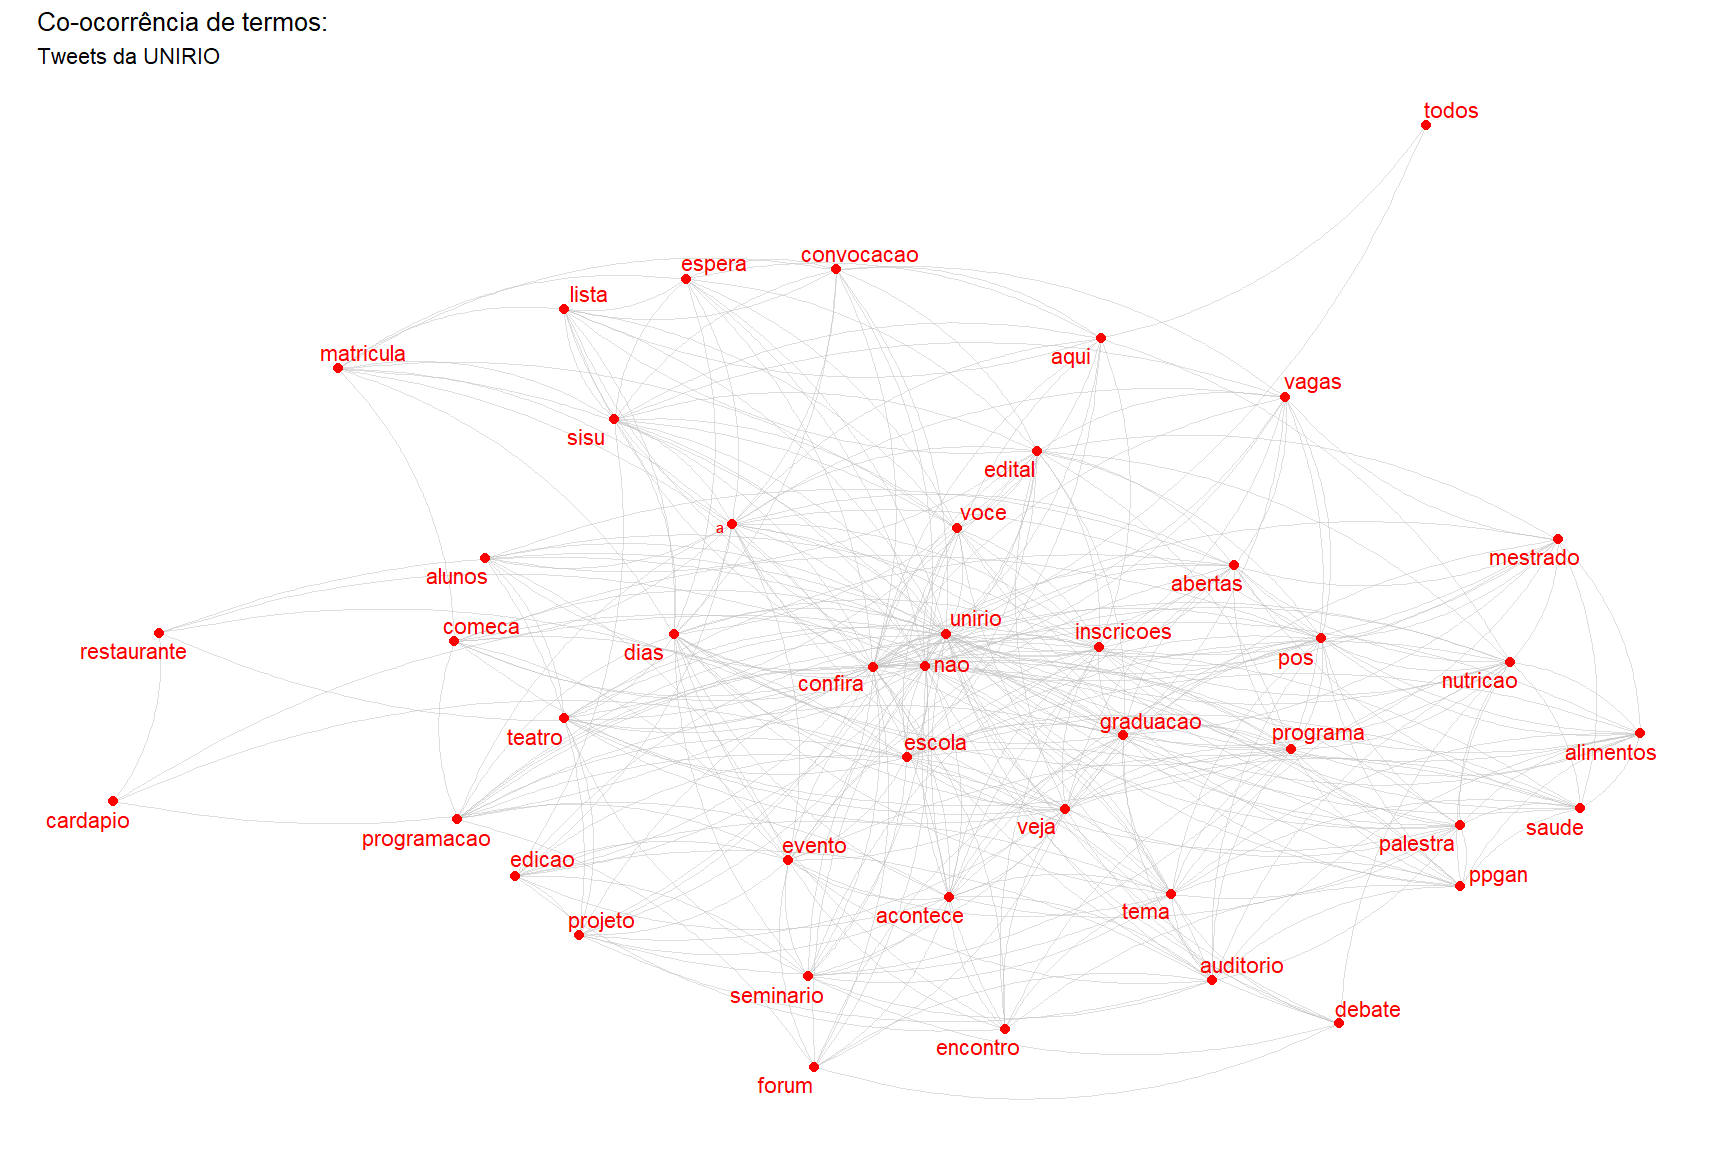 Co-ocorrência de termos:
Tweets da UNIRIO
todos
convocacao
espera
lista
matricula
aqui
vagas
sisu
edital
voce
a
mestrado
alunos
abertas
unirio
comeca
inscricoes
restaurante
dias
nao
pos
confira
nutricao
graduacao
programa
teatro
escola
alimentos
cardapio
veja
saude
programacao
evento
palestra
edicao
ppgan
acontece
tema
projeto
auditorio
seminario
debate
encontro
forum